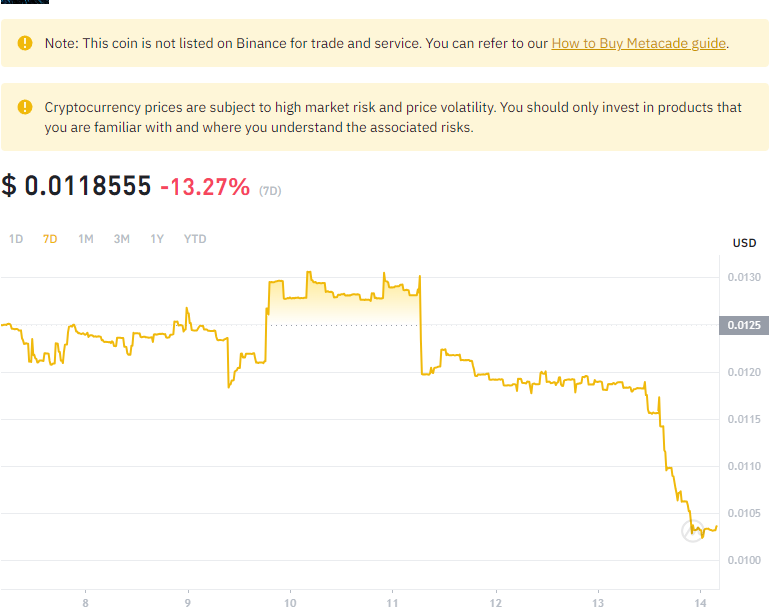 Note: This coin is not listed on Binance for trade and service. You can refer to our How to Buy Metacade guide.
Cryptocurrency prices are subject to high market risk and price volatility. You should only invest in products that
you are familiar with and where you understand the associated risks.
$ 0.0118555 -13.27% (7D)
1D 7D 1M 3M 1Y YTD
USD
0.0130
0.0125
0.0120
0.0115
0.0110
0.0105
0.0100
8 9 10 11 12 13 14